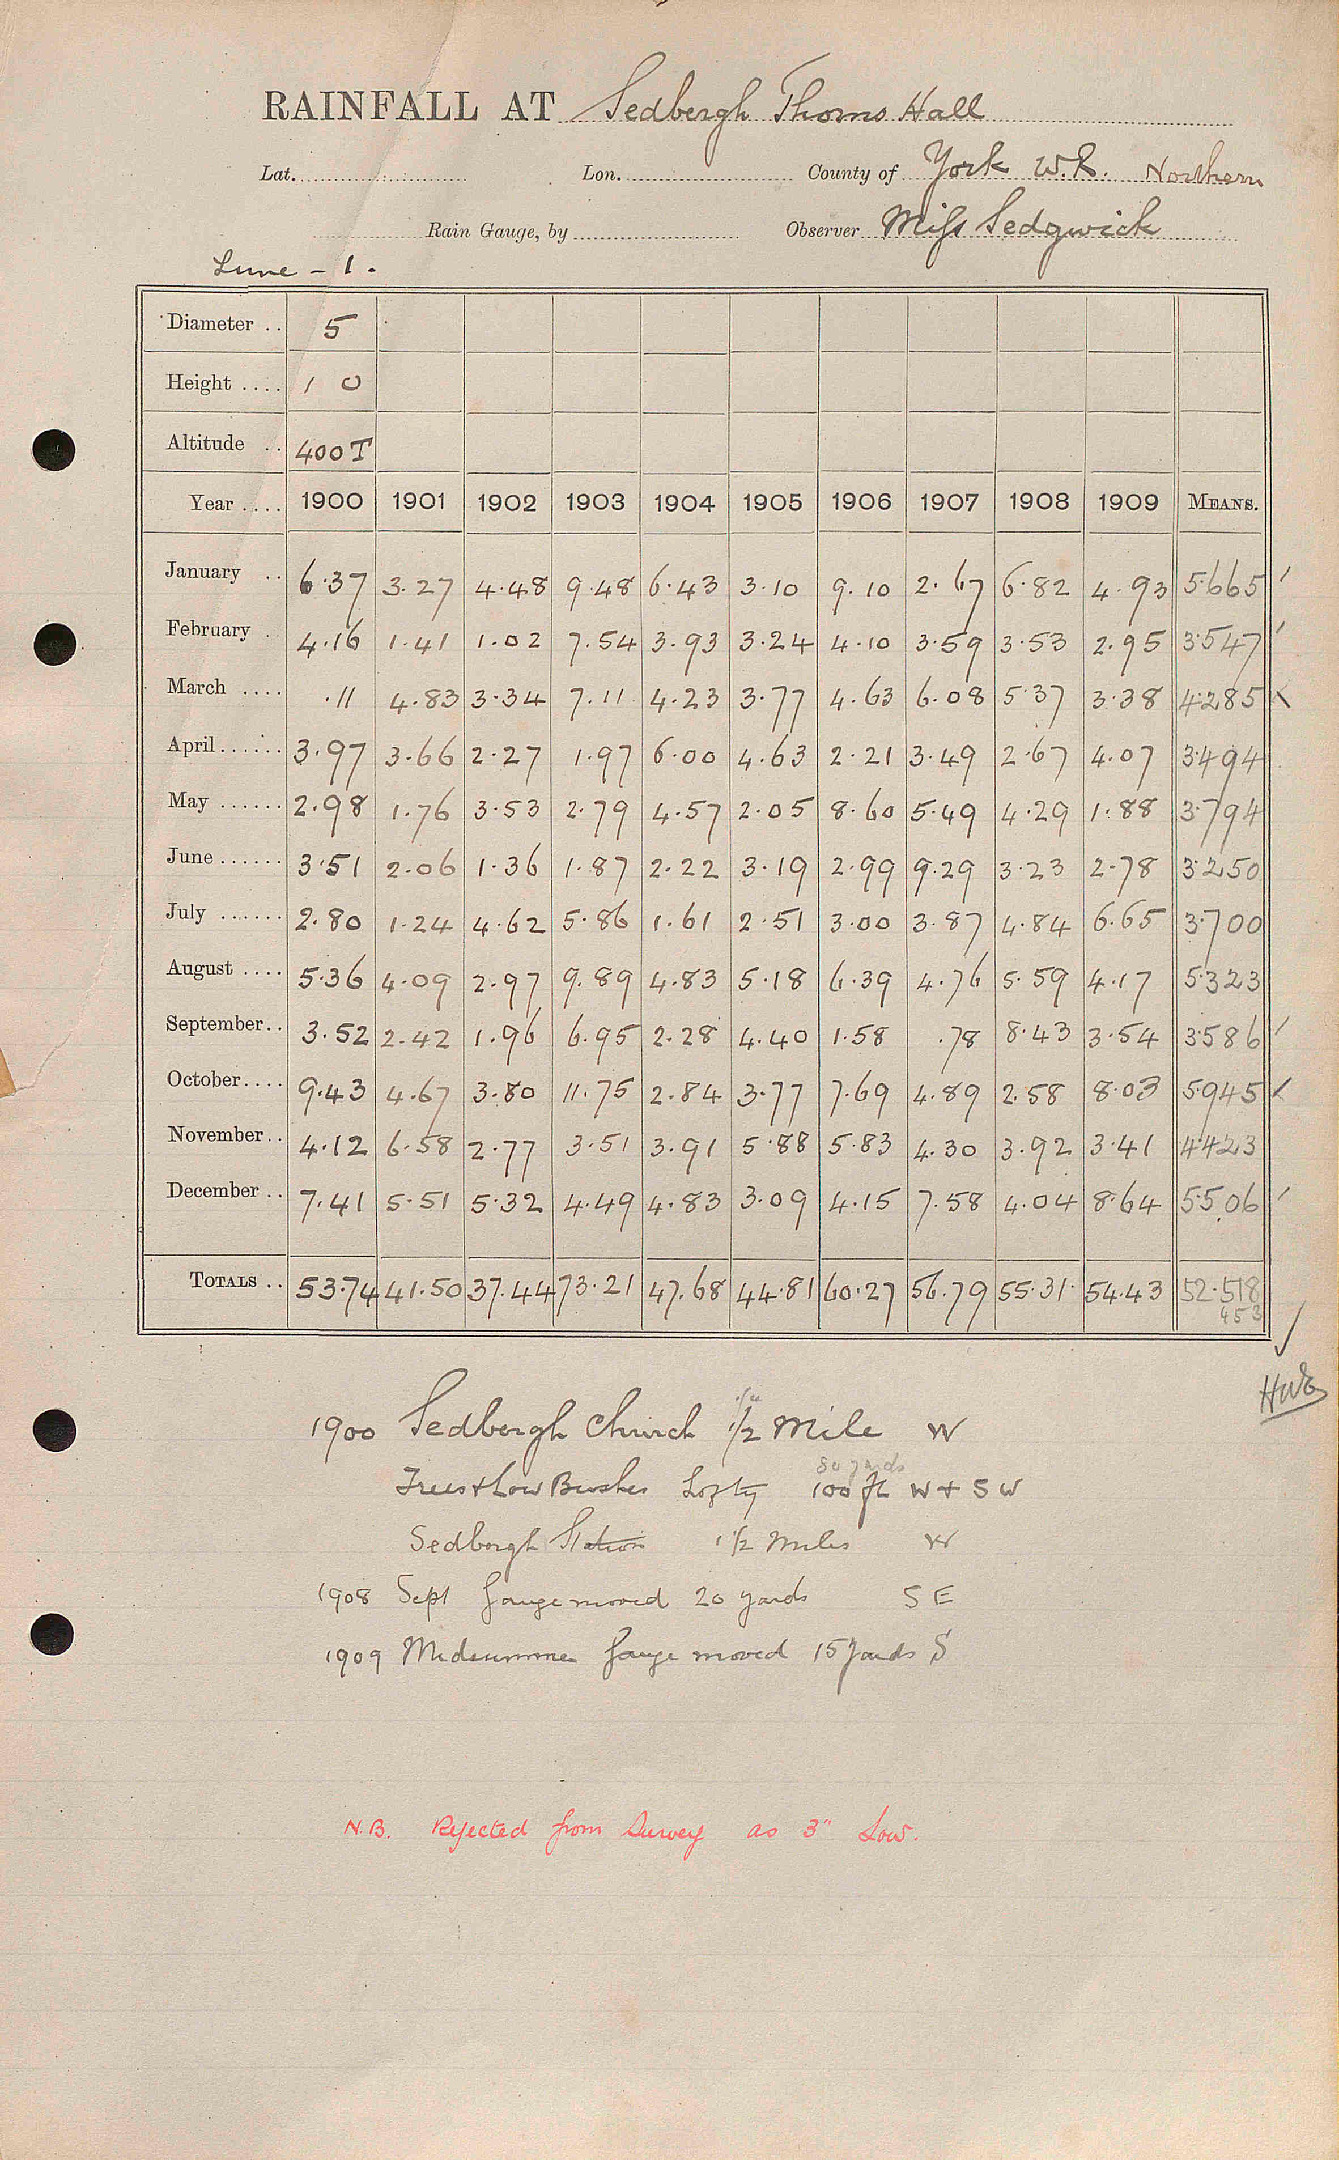 RAINFALL AT Sedbergh Thorns Hall
Lat. Lon. County of York W.R. Northern
Rain Gauge, by Observer Miss Sedgwick
Lune - 1.
Diameter .. 5
Height .... 1 0
Altitude .. 400 T
Year .... 1900 1901 1902 1903 1904 1905 1906 1907 1908 1909 MEANS.
January .. 6.37 3.27 4.48 9.48 6.43 3.10 9.10 2.67 6.82 4.93 5.665
February . 4.16 1.41 1.02 7.54 3.93 3.24 4.10 3.59 3.53 2.95 3.547
March .... .11 4.83 3.34 7.11 4.23 3.77 4.63 6.08 5.37 3.38 4.285
April ...... 3.97 3.66 2.27 1.97 6.00 4.63 2.21 3.49 2.67 4.07 3.494
May ...... 2.98 1.76 3.53 2.79 4.57 2.05 8.60 5.49 4.29 1.88 3.794
June ...... 3.51 2.06 1.36 1.87 2.22 3.19 2.99 9.29 3.23 2.78 3.250
July ...... 2.80 1.24 4.62 5.86 1.61 2.51 3.00 3.87 4.84 6.65 3.700
August .... 5.36 4.09 2.97 9.89 4.83 5.18 6.39 4.76 5.59 4.17 5.323
September.. 3.52 2.42 1.96 6.95 2.28 4.40 1.58 .78 8.43 3.54 3.586
October.... 9.43 4.67 3.80 11.75 2.84 3.77 7.69 4.89 2.58 8.03 5.945
November.. 4.12 6.58 2.77 3.51 3.91 5.88 5.83 4.30 3.92 3.41 4.423
December .. 7.41 5.51 5.32 4.49 4.83 3.09 4.15 7.58 4.04 8.64 5.506
TOTALS .. 53.74 41.50 37.44 73.21 47.68 44.81 60.27 56.79 55.31 54.43 52.518
453
1900 Sedbergh Church 1/2 Mile W
80 yards
Trees & Low Bushes Lofty 100 ft W + S W
Sedbergh Station 1 1/2 Miles W
1908 Sept Gauge moved 20 yards S E
1909 Midsummer Gauge moved 15 yards S
N.B. Rejected from Survey as 3" Low.